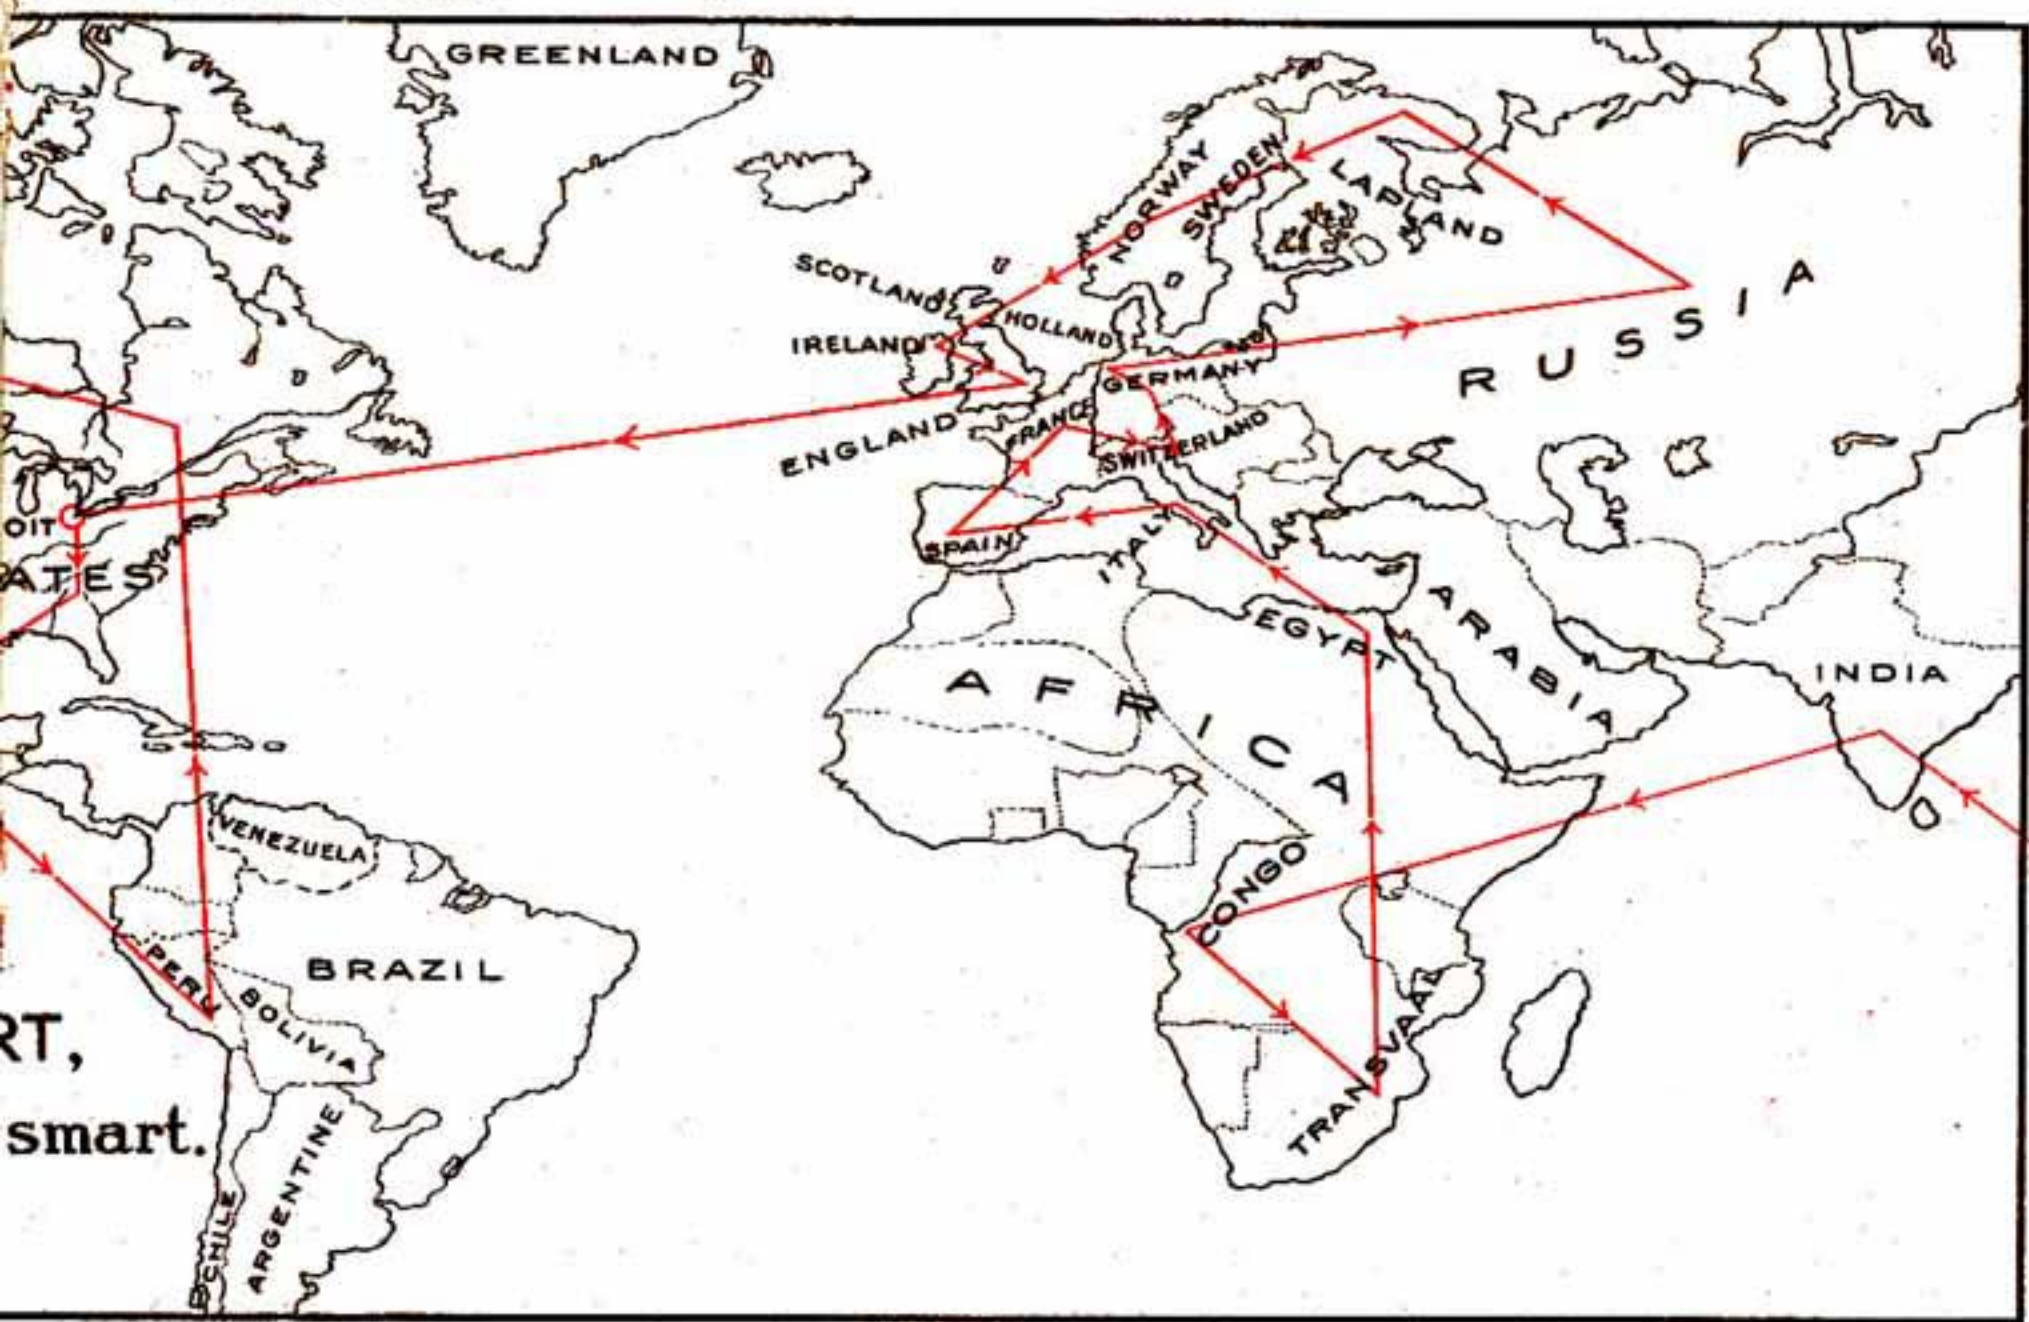 GREENLAND
NORWAY
SWEDEN
LAPLAND
SCOTLAND
HOLLAND
IRELAND
GERMANY
RUSSIA
ENGLAND
FRANCE
SWITZERLAND
OIT
SPAIN
ITALY
ATES
EGYPT
ARABIA
INDIA
AFRICA
VENEZUELA
CONGO
PERU
BRAZIL
BOLIVIA
TRANSVAAL
RT,
smart.
CHILE
ARGENTINE